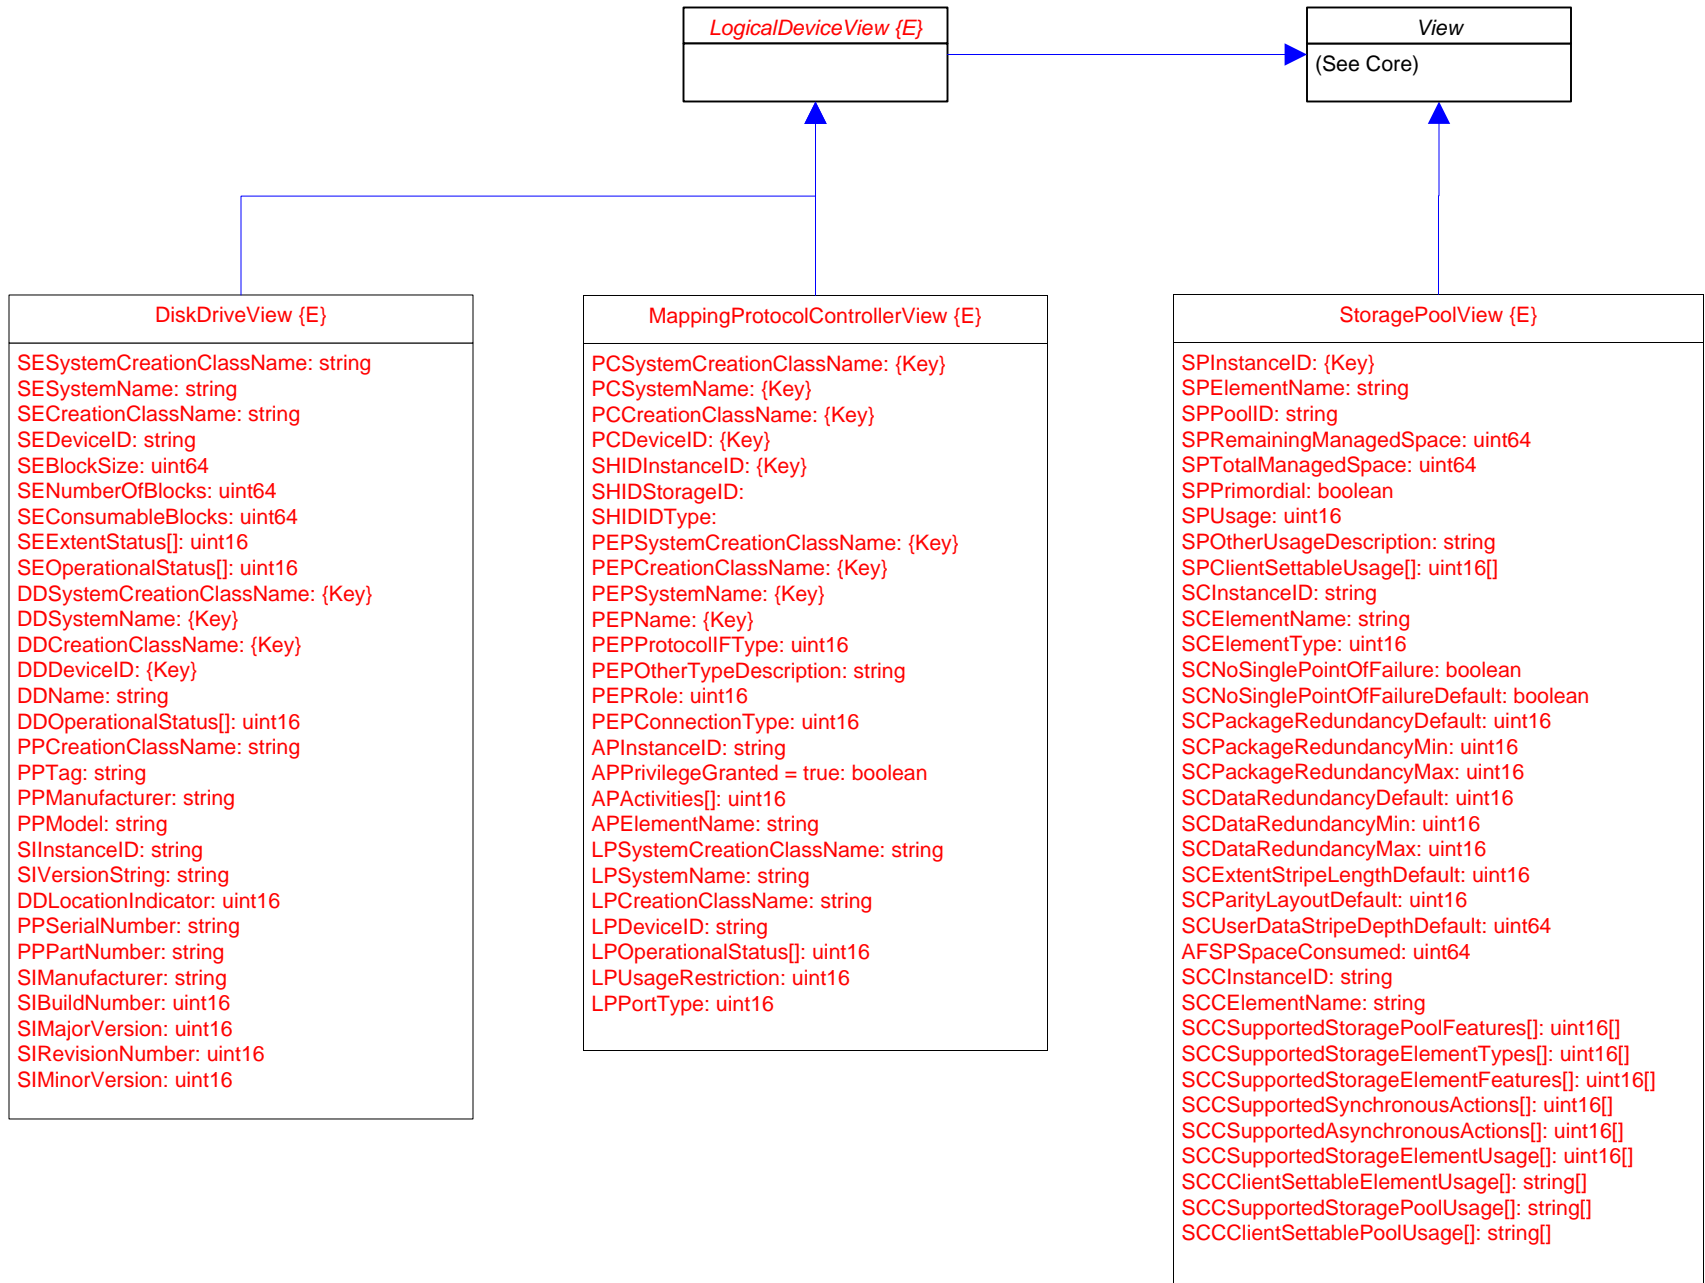 LogicalDeviceView {E}
View
(See Core)
DiskDriveView {E}
SESystemCreationClassName: string
SESystemName: string
SECreationClassName: string
SEDeviceID: string
SEBlockSize: uint64
SENumberOfBlocks: uint64
SEConsumableBlocks: uint64
SEExtentStatus[]: uint16
SEOperationalStatus[]: uint16
DDSystemCreationClassName: {Key}
DDSystemName: {Key}
DDCreationClassName: {Key}
DDDeviceID: {Key}
DDName: string
DDOperationalStatus[]: uint16
PPCreationClassName: string
PPTag: string
PPManufacturer: string
PPModel: string
SIInstanceID: string
SIVersionString: string
DDLocationIndicator: uint16
PPSerialNumber: string
PPPartNumber: string
SIManufacturer: string
SIBuildNumber: uint16
SIMajorVersion: uint16
SIRevisionNumber: uint16
SIMinorVersion: uint16
MappingProtocolControllerView {E}
PCSystemCreationClassName: {Key}
PCSystemName: {Key}
PCCreationClassName: {Key}
PCDeviceID: {Key}
SHIDInstanceID: {Key}
SHIDStorageID:
SHIDIDType:
PEPSystemCreationClassName: {Key}
PEPCreationClassName: {Key}
PEPSystemName: {Key}
PEPName: {Key}
PEPProtocolIFType: uint16
PEPOtherTypeDescription: string
PEPRole: uint16
PEPConnectionType: uint16
APInstanceID: string
APPrivilegeGranted = true: boolean
APActivities[]: uint16
APElementName: string
LPSystemCreationClassName: string
LPSystemName: string
LPCreationClassName: string
LPDeviceID: string
LPOperationalStatus[]: uint16
LPUsageRestriction: uint16
LPPortType: uint16
StoragePoolView {E}
SPInstanceID: {Key}
SPElementName: string
SPPoolID: string
SPRemainingManagedSpace: uint64
SPTotalManagedSpace: uint64
SPPrimordial: boolean
SPUsage: uint16
SPOtherUsageDescription: string
SPClientSettableUsage[]: uint16[]
SCInstanceID: string
SCElementName: string
SCElementType: uint16
SCNoSinglePointOfFailure: boolean
SCNoSinglePointOfFailureDefault: boolean
SCPackageRedundancyDefault: uint16
SCPackageRedundancyMin: uint16
SCPackageRedundancyMax: uint16
SCDataRedundancyDefault: uint16
SCDataRedundancyMin: uint16
SCDataRedundancyMax: uint16
SCExtentStripeLengthDefault: uint16
SCParityLayoutDefault: uint16
SCUserDataStripeDepthDefault: uint64
AFSPSpaceConsumed: uint64
SCCInstanceID: string
SCCElementName: string
SCCSupportedStoragePoolFeatures[]: uint16[]
SCCSupportedStorageElementTypes[]: uint16[]
SCCSupportedStorageElementFeatures[]: uint16[]
SCCSupportedSynchronousActions[]: uint16[]
SCCSupportedAsynchronousActions[]: uint16[]
SCCSupportedStorageElementUsage[]: uint16[]
SCCClientSettableElementUsage[]: string[]
SCCSupportedStoragePoolUsage[]: string[]
SCCClientSettablePoolUsage[]: string[]